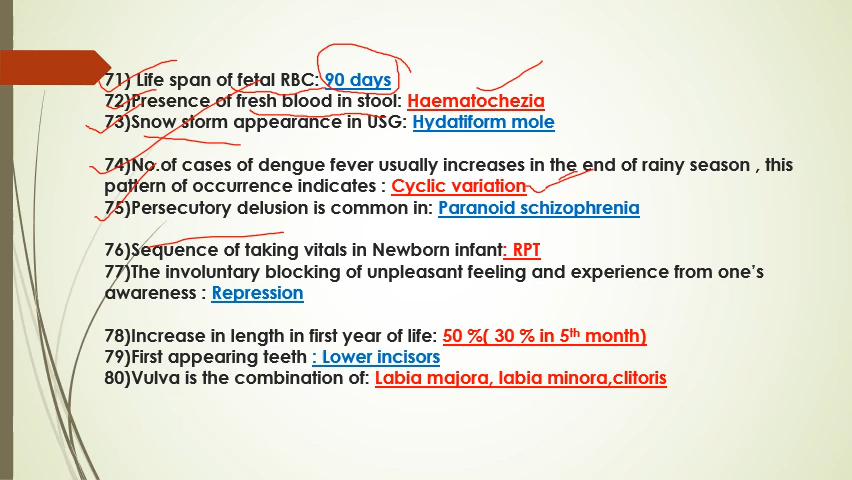 71) Life span of fetal RBC: 90 days
72)Presence of fresh blood in stool: Haematochezia
73)Snow storm appearance in USG: Hydatiform mole
74)No.of cases of dengue fever usually increases in the end of rainy season , this
pattern of occurrence indicates : Cyclic variation
75)Persecutory delusion is common in: Paranoid schizophrenia
76)Sequence of taking vitals in Newborn infant: RPT
77)The involuntary blocking of unpleasant feeling and experience from one’s
awareness : Repression
78)Increase in length in first year of life: 50 %( 30 % in 5th month)
79)First appearing teeth : Lower incisors
80)Vulva is the combination of: Labia majora, labia minora,clitoris